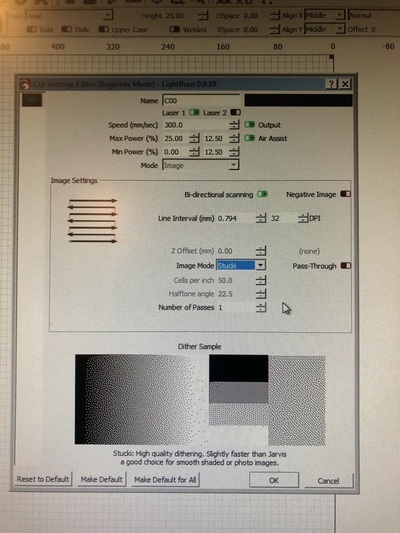 Height 25.00 HSpace 0.00 Align X Middle Normal
Bold Italic Upper Case Welded VSpace 0.00 Align Y Middle Offset 0
400 320 240 160 80 0 -80
Cut Settings Editor (Beginner Mode) - LightBurn 0.9.19
Name C00
Laser 1 Laser 2
Speed (mm/sec) 300.0 Output
Max Power (%) 25.00 12.50 Air Assist
Min Power (%) 0.00 12.50
Mode Image
Image Settings
Bi-directional scanning Negative Image
Line Interval (mm) 0.794 32 DPI
Z Offset (mm) 0.00 (none)
Image Mode Stucki Pass-Through
Cells per inch 50.0
Halftone angle 22.5
Number of Passes 1
Dither Sample
Stucki: High quality dithering. Slightly faster than Jarvis
a good choice for smooth shaded or photo images.
Reset to Default Make Default Make Default for All OK Cancel